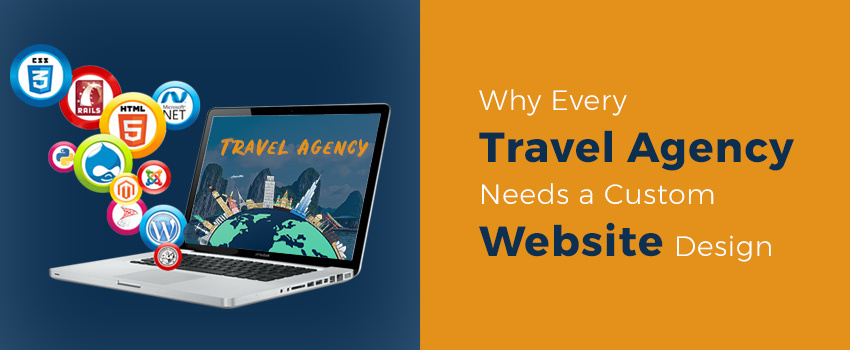 CSS
3
RAILS
HTML
5
Microsoft
.NET
TRAVEL AGENCY
Why Every
Travel Agency
Needs a Custom
Website Design